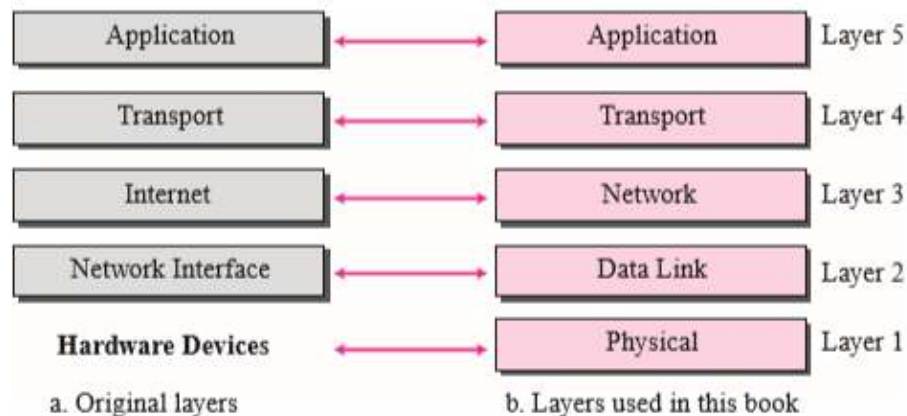 Application Application Layer 5
Transport Transport Layer 4
Internet Network Layer 3
Network Interface Data Link Layer 2
Hardware Devices Physical Layer 1
a. Original layers b. Layers used in this book